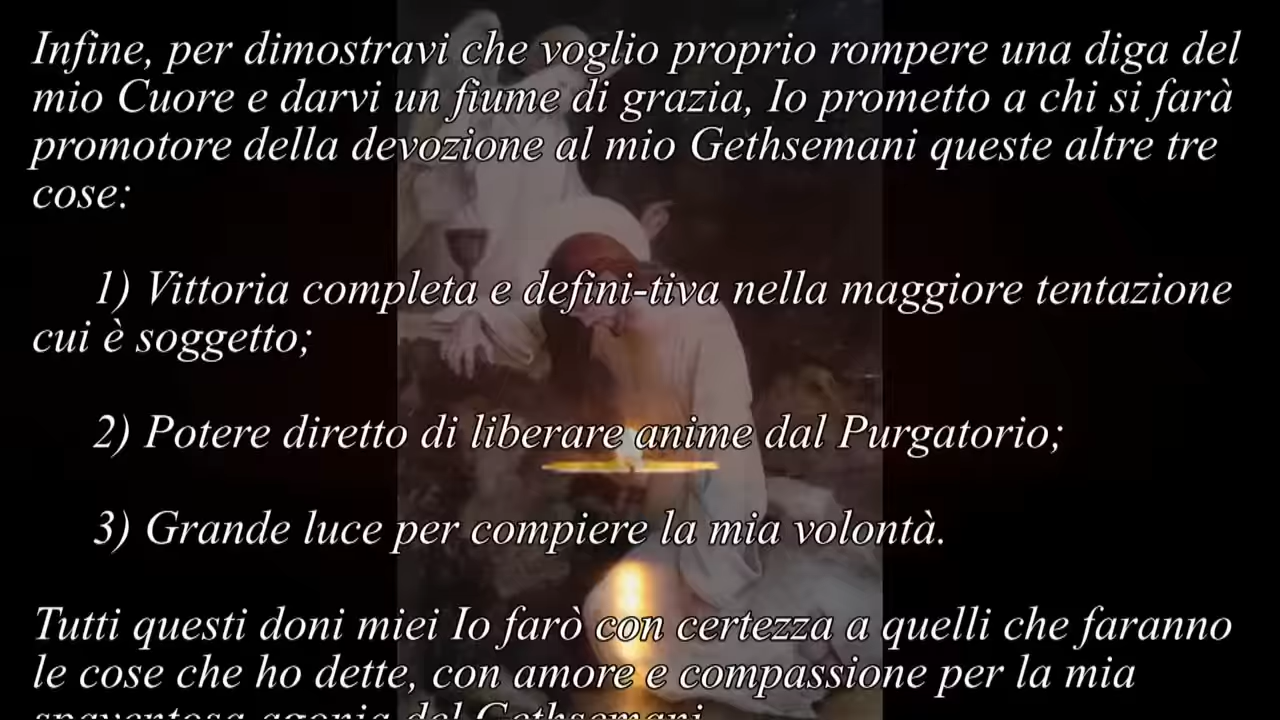 Infine, per dimostravi che voglio proprio rompere una diga del
mio Cuore e darvi un fiume di grazia, Io prometto a chi si farà
promotore della devozione al mio Gethsemani queste altre tre
cose:
1) Vittoria completa e defini-tiva nella maggiore tentazione
cui è soggetto;
2) Potere diretto di liberare anime dal Purgatorio;
3) Grande luce per compiere la mia volontà.
Tutti questi doni miei Io farò con certezza a quelli che faranno
le cose che ho dette, con amore e compassione per la mia
spaventosa agonia del Gethsemani.